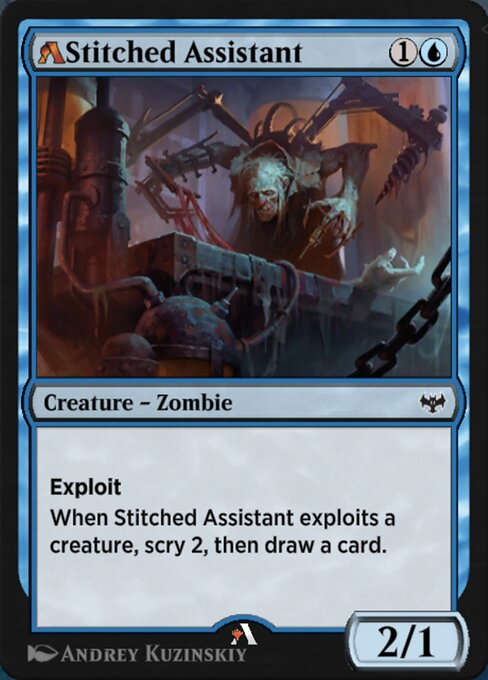 Stitched Assistant 1
Creature – Zombie
Exploit
When Stitched Assistant exploits a
creature, scry 2, then draw a card.
2/1
ANDREY KUZINSKIY